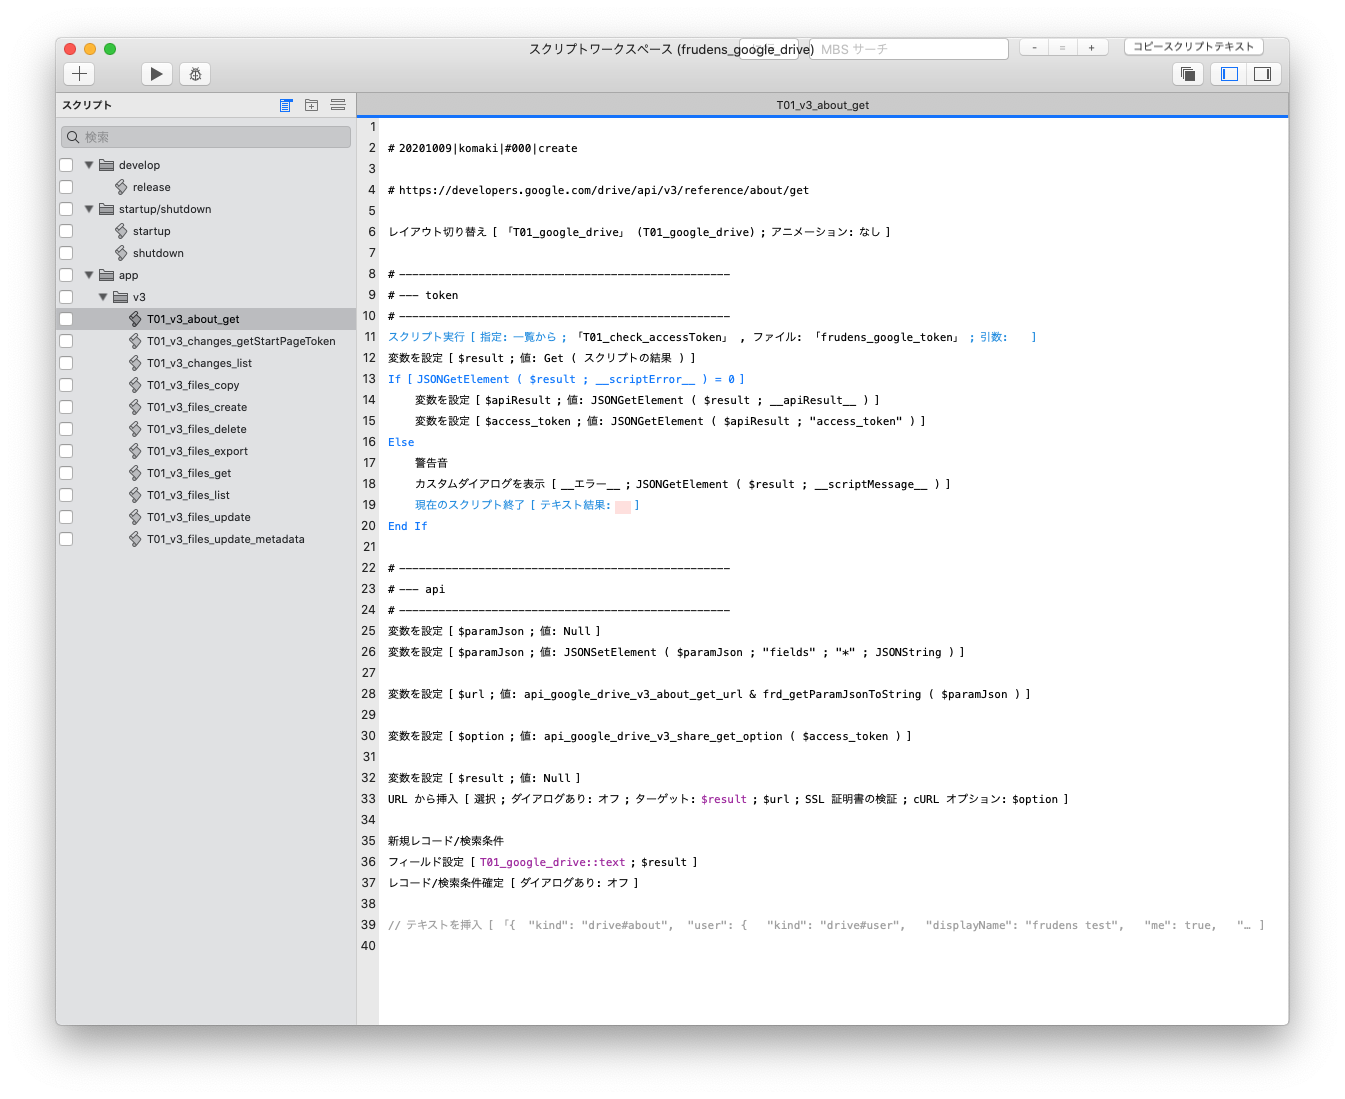 スクリプトワークスペース (frudens_google_drive)
MBS サーチ
- = +
コピースクリプトテキスト
スクリプト
T01_v3_about_get
検索
develop
release
startup/shutdown
startup
shutdown
app
v3
T01_v3_about_get
T01_v3_changes_getStartPageToken
T01_v3_changes_list
T01_v3_files_copy
T01_v3_files_create
T01_v3_files_delete
T01_v3_files_export
T01_v3_files_get
T01_v3_files_list
T01_v3_files_update
T01_v3_files_update_metadata
1
2 # 20201009|komaki|#000|create
3
4 # https://developers.google.com/drive/api/v3/reference/about/get
5
6 レイアウト切り替え [ 「T01_google_drive」 (T01_google_drive) ; アニメーション: なし ]
7
8 # --------------------------------------------------
9 # --- token
10 # --------------------------------------------------
11 スクリプト実行 [ 指定: 一覧から ; 「T01_check_accessToken」 , ファイル: 「frudens_google_token」 ; 引数: ]
12 変数を設定 [ $result ; 値: Get ( スクリプトの結果 ) ]
13 If [ JSONGetElement ( $result ; __scriptError__ ) = 0 ]
14 変数を設定 [ $apiResult ; 値: JSONGetElement ( $result ; __apiResult__ ) ]
15 変数を設定 [ $access_token ; 値: JSONGetElement ( $apiResult ; "access_token" ) ]
16 Else
17 警告音
18 カスタムダイアログを表示 [ __エラー__ ; JSONGetElement ( $result ; __scriptMessage__ ) ]
19 現在のスクリプト終了 [ テキスト結果: ]
20 End If
21
22 # --------------------------------------------------
23 # --- api
24 # --------------------------------------------------
25 変数を設定 [ $paramJson ; 値: Null ]
26 変数を設定 [ $paramJson ; 値: JSONSetElement ( $paramJson ; "fields" ; "*" ; JSONString ) ]
27
28 変数を設定 [ $url ; 値: api_google_drive_v3_about_get_url & frd_getParamJsonToString ( $paramJson ) ]
29
30 変数を設定 [ $option ; 値: api_google_drive_v3_share_get_option ( $access_token ) ]
31
32 変数を設定 [ $result ; 値: Null ]
33 URL から挿入 [ 選択 ; ダイアログあり: オフ ; ターゲット: $result ; $url ; SSL 証明書の検証 ; cURL オプション: $option ]
34
35 新規レコード/検索条件
36 フィールド設定 [ T01_google_drive::text ; $result ]
37 レコード/検索条件確定 [ ダイアログあり: オフ ]
38
39 // テキストを挿入 [ 「{ "kind": "drive#about", "user": { "kind": "drive#user", "displayName": "frudens test", "me": true, "… ]
40